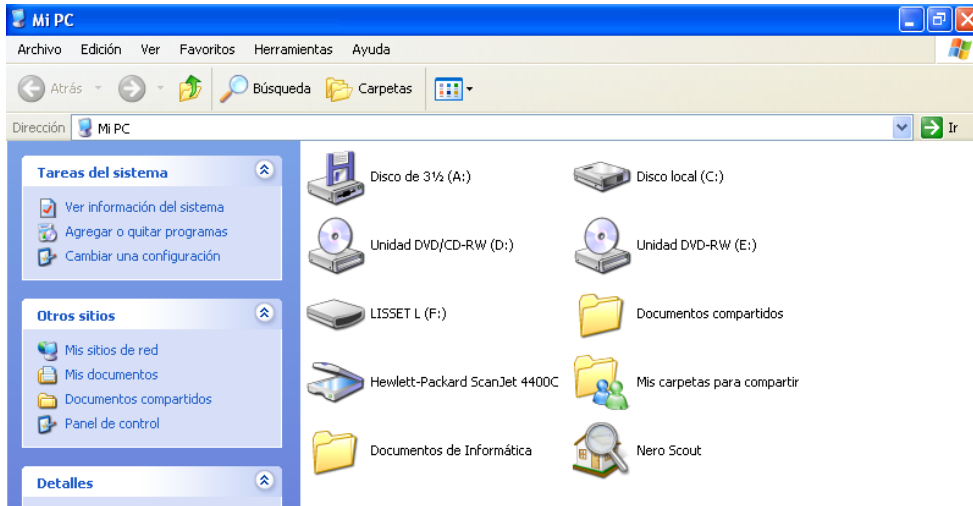 Mi PC
Archivo Edición Ver Favoritos Herramientas Ayuda
Atrás Búsqueda Carpetas
Dirección Mi PC Ir
Tareas del sistema
Ver información del sistema
Agregar o quitar programas
Cambiar una configuración
Otros sitios
Mis sitios de red
Mis documentos
Documentos compartidos
Panel de control
Detalles
Disco de 3½ (A:) Disco local (C:)
Unidad DVD/CD-RW (D:) Unidad DVD-RW (E:)
LISSET L (F:) Documentos compartidos
Hewlett-Packard ScanJet 4400C Mis carpetas para compartir
Documentos de Informática Nero Scout